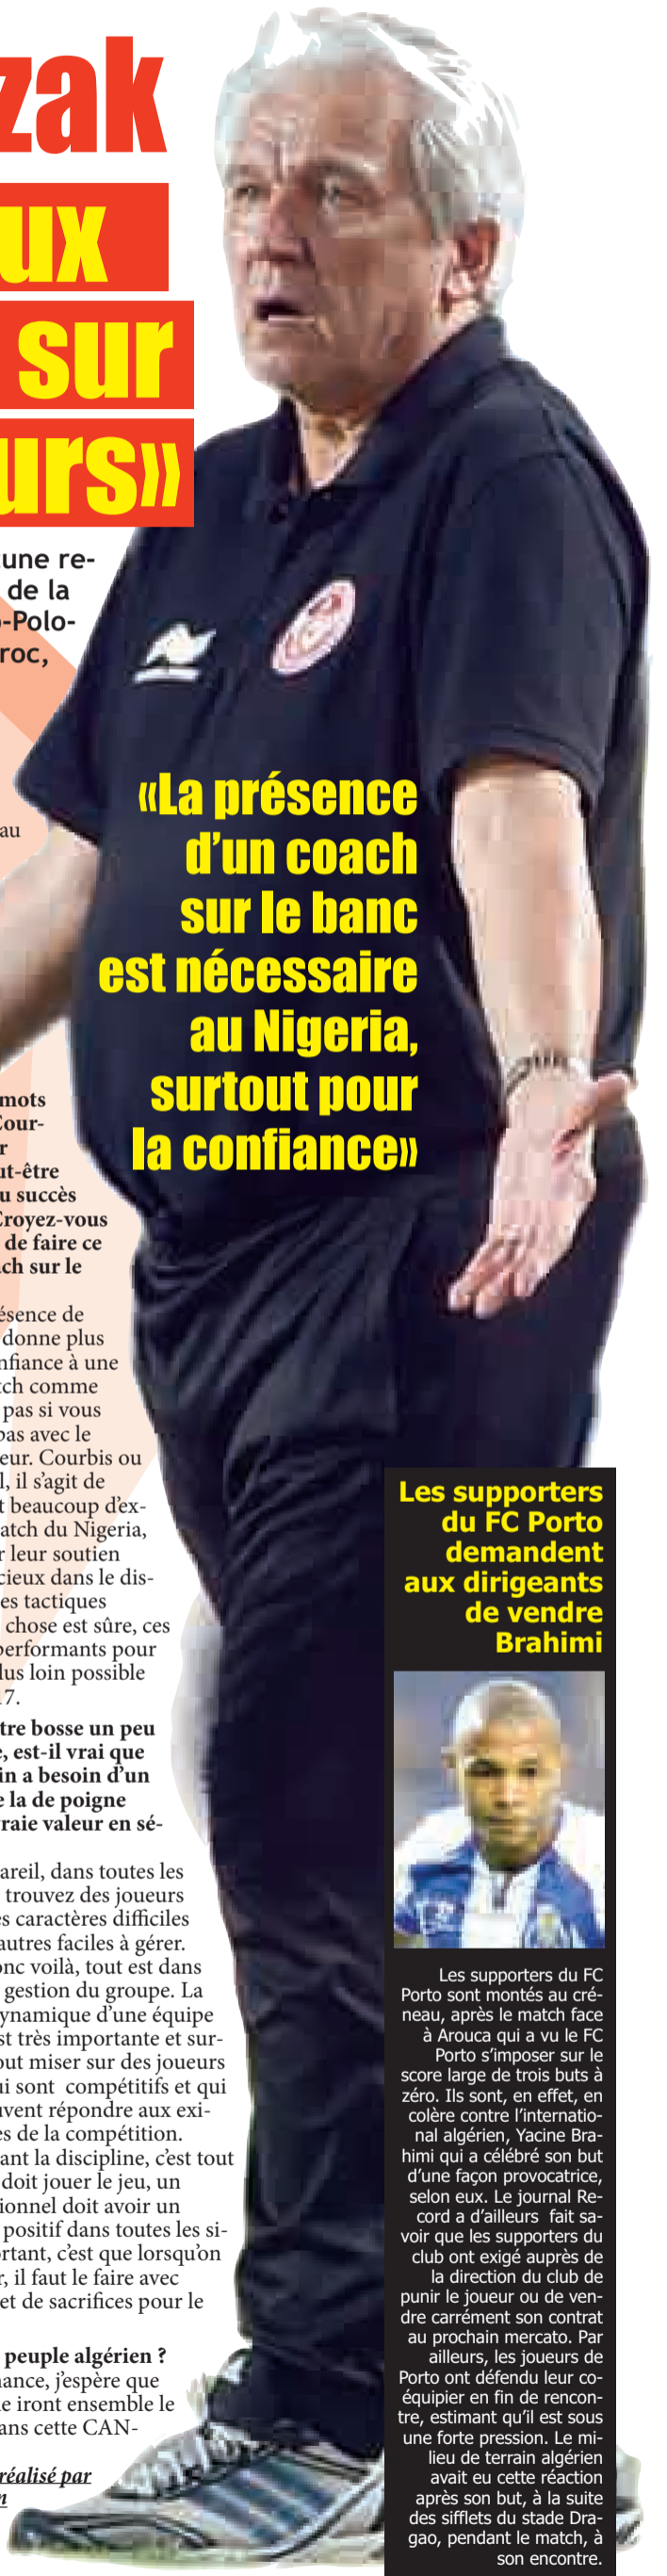 zak
ux
sur
urs»
une re-
de la
-Polo-
roc,
au
«La présence
d’un coach
sur le banc
est nécessaire
au Nigeria,
surtout pour
la confiance»
mots
Cour-
r
ut-être
u succès
Croyez-vous
de faire ce
ch sur le
ésence de
donne plus
nfiance à une
tch comme
pas si vous
pas avec le
eur. Courbis ou
l, il s’agit de
t beaucoup d’ex-
atch du Nigeria,
r leur soutien
cieux dans le dis-
es tactiques
chose est sûre, ces
performants pour
lus loin possible
17.
tre bosse un peu
e, est-il vrai que
in a besoin d’un
e la de poigne
raie valeur en sé-
areil, dans toutes les
trouvez des joueurs
s caractères difficiles
autres faciles à gérer.
onc voilà, tout est dans
gestion du groupe. La
ynamique d’une équipe
st très importante et sur-
out miser sur des joueurs
ui sont compétitifs et qui
uvent répondre aux exi-
es de la compétition.
ant la discipline, c’est tout
doit jouer le jeu, un
ionnel doit avoir un
positif dans toutes les si-
ortant, c’est que lorsqu’on
r, il faut le faire avec
et de sacrifices pour le
peuple algérien ?
hance, j’espère que
e iront ensemble le
ans cette CAN-
réalisé par
n
Les supporters
du FC Porto
demandent
aux dirigeants
de vendre
Brahimi
Les supporters du FC
Porto sont montés au cré-
neau, après le match face
à Arouca qui a vu le FC
Porto s’imposer sur le
score large de trois buts à
zéro. Ils sont, en effet, en
colère contre l’internatio-
nal algérien, Yacine Bra-
himi qui a célébré son but
d’une façon provocatrice,
selon eux. Le journal Re-
cord a d’ailleurs fait sa-
voir que les supporters du
club ont exigé auprès de
la direction du club de
punir le joueur ou de ven-
dre carrément son contrat
au prochain mercato. Par
ailleurs, les joueurs de
Porto ont défendu leur co-
équipier en fin de rencon-
tre, estimant qu’il est sous
une forte pression. Le mi-
lieu de terrain algérien
avait eu cette réaction
après son but, à la suite
des sifflets du stade Dra-
gao, pendant le match, à
son encontre.